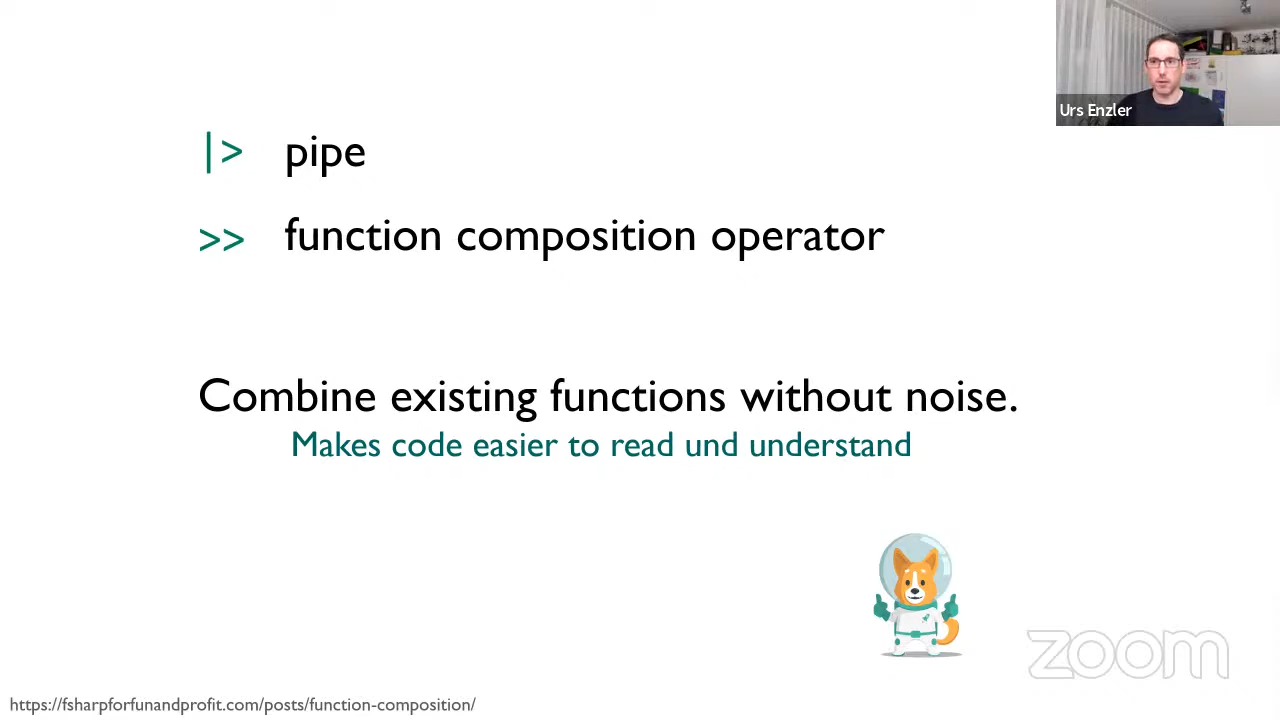 Urs Enzler
|> pipe
>> function composition operator
Combine existing functions without noise.
Makes code easier to read und understand
zoom
https://fsharpforfunandprofit.com/posts/function-composition/